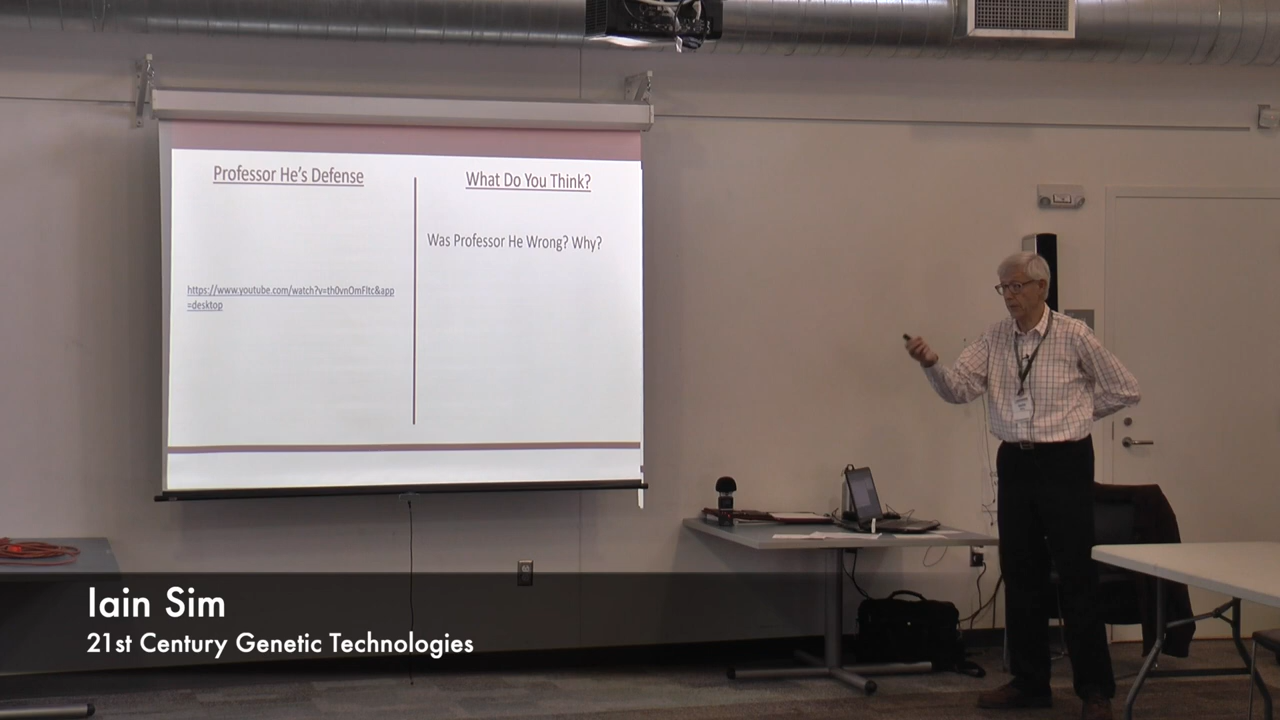 Professor He's Defense
What Do You Think?
Was Professor He Wrong? Why?
https://www.youtube.com/watch?v=th0vnOmFltc&app
=desktop
Iain Sim
21st Century Genetic Technologies